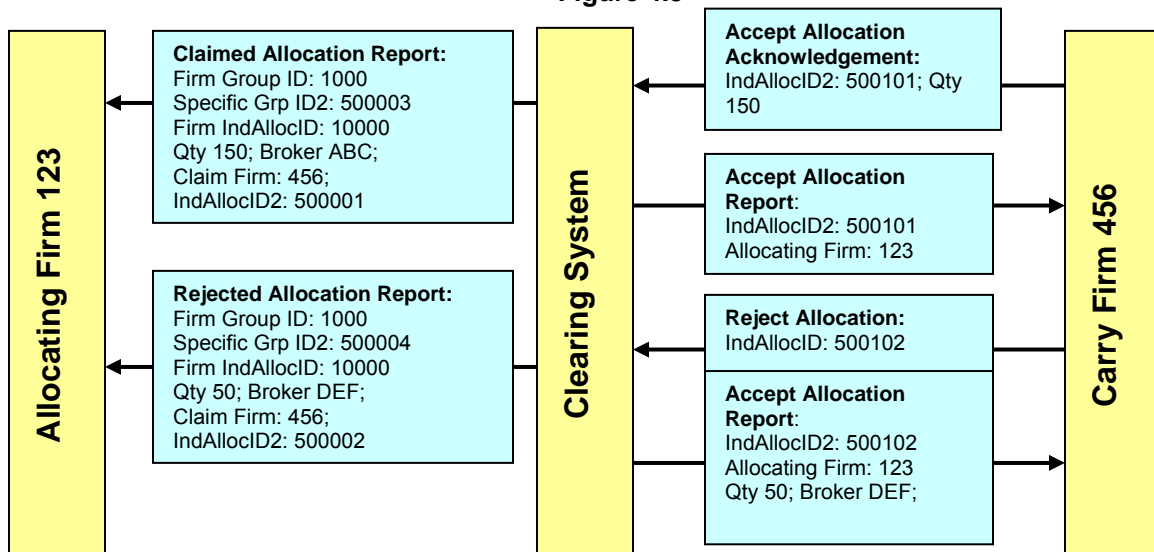 Allocating Firm 123
Claimed Allocation Report:
Firm Group ID: 1000
Specific Grp ID2: 500003
Firm IndAllocID: 10000
Qty 150; Broker ABC;
Claim Firm: 456;
IndAllocID2: 500001
Rejected Allocation Report:
Firm Group ID: 1000
Specific Grp ID2: 500004
Firm IndAllocID: 10000
Qty 50; Broker DEF;
Claim Firm: 456;
IndAllocID2: 500002
Clearing System
Accept Allocation
Acknowledgement:
IndAllocID2: 500101; Qty
150
Accept Allocation
Report:
IndAllocID2: 500101
Allocating Firm: 123
Reject Allocation:
IndAllocID: 500102
Accept Allocation
Report:
IndAllocID2: 500102
Allocating Firm: 123
Qty 50; Broker DEF;
Carry Firm 456